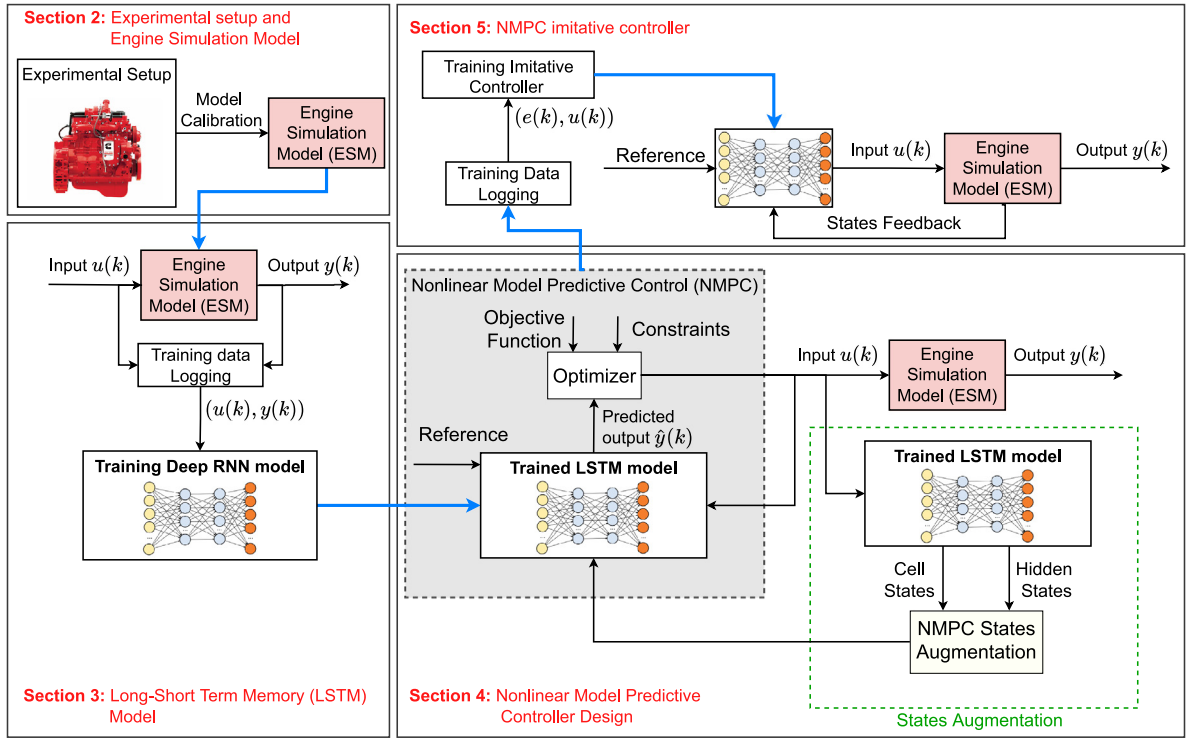 Section 2: Experimental setup and
Engine Simulation Model
Experimental Setup
Model
Calibration
Engine
Simulation
Model (ESM)
Section 5: NMPC imitative controller
Training Imitative
Controller
(e(k), u(k))
Training Data
Logging
Reference
Input u(k)
Engine
Simulation
Model (ESM)
Output y(k)
States Feedback
Input u(k)
Engine
Simulation
Model (ESM)
Output y(k)
Training data
Logging
(u(k), y(k))
Training Deep RNN model
Section 3: Long-Short Term Memory (LSTM)
Model
Nonlinear Model Predictive Control (NMPC)
Objective
Function
Constraints
Optimizer
Predicted
output ŷ(k)
Reference
Trained LSTM model
Input u(k)
Engine
Simulation
Model (ESM)
Output y(k)
Trained LSTM model
Cell
States
Hidden
States
NMPC States
Augmentation
States Augmentation
Section 4: Nonlinear Model Predictive
Controller Design